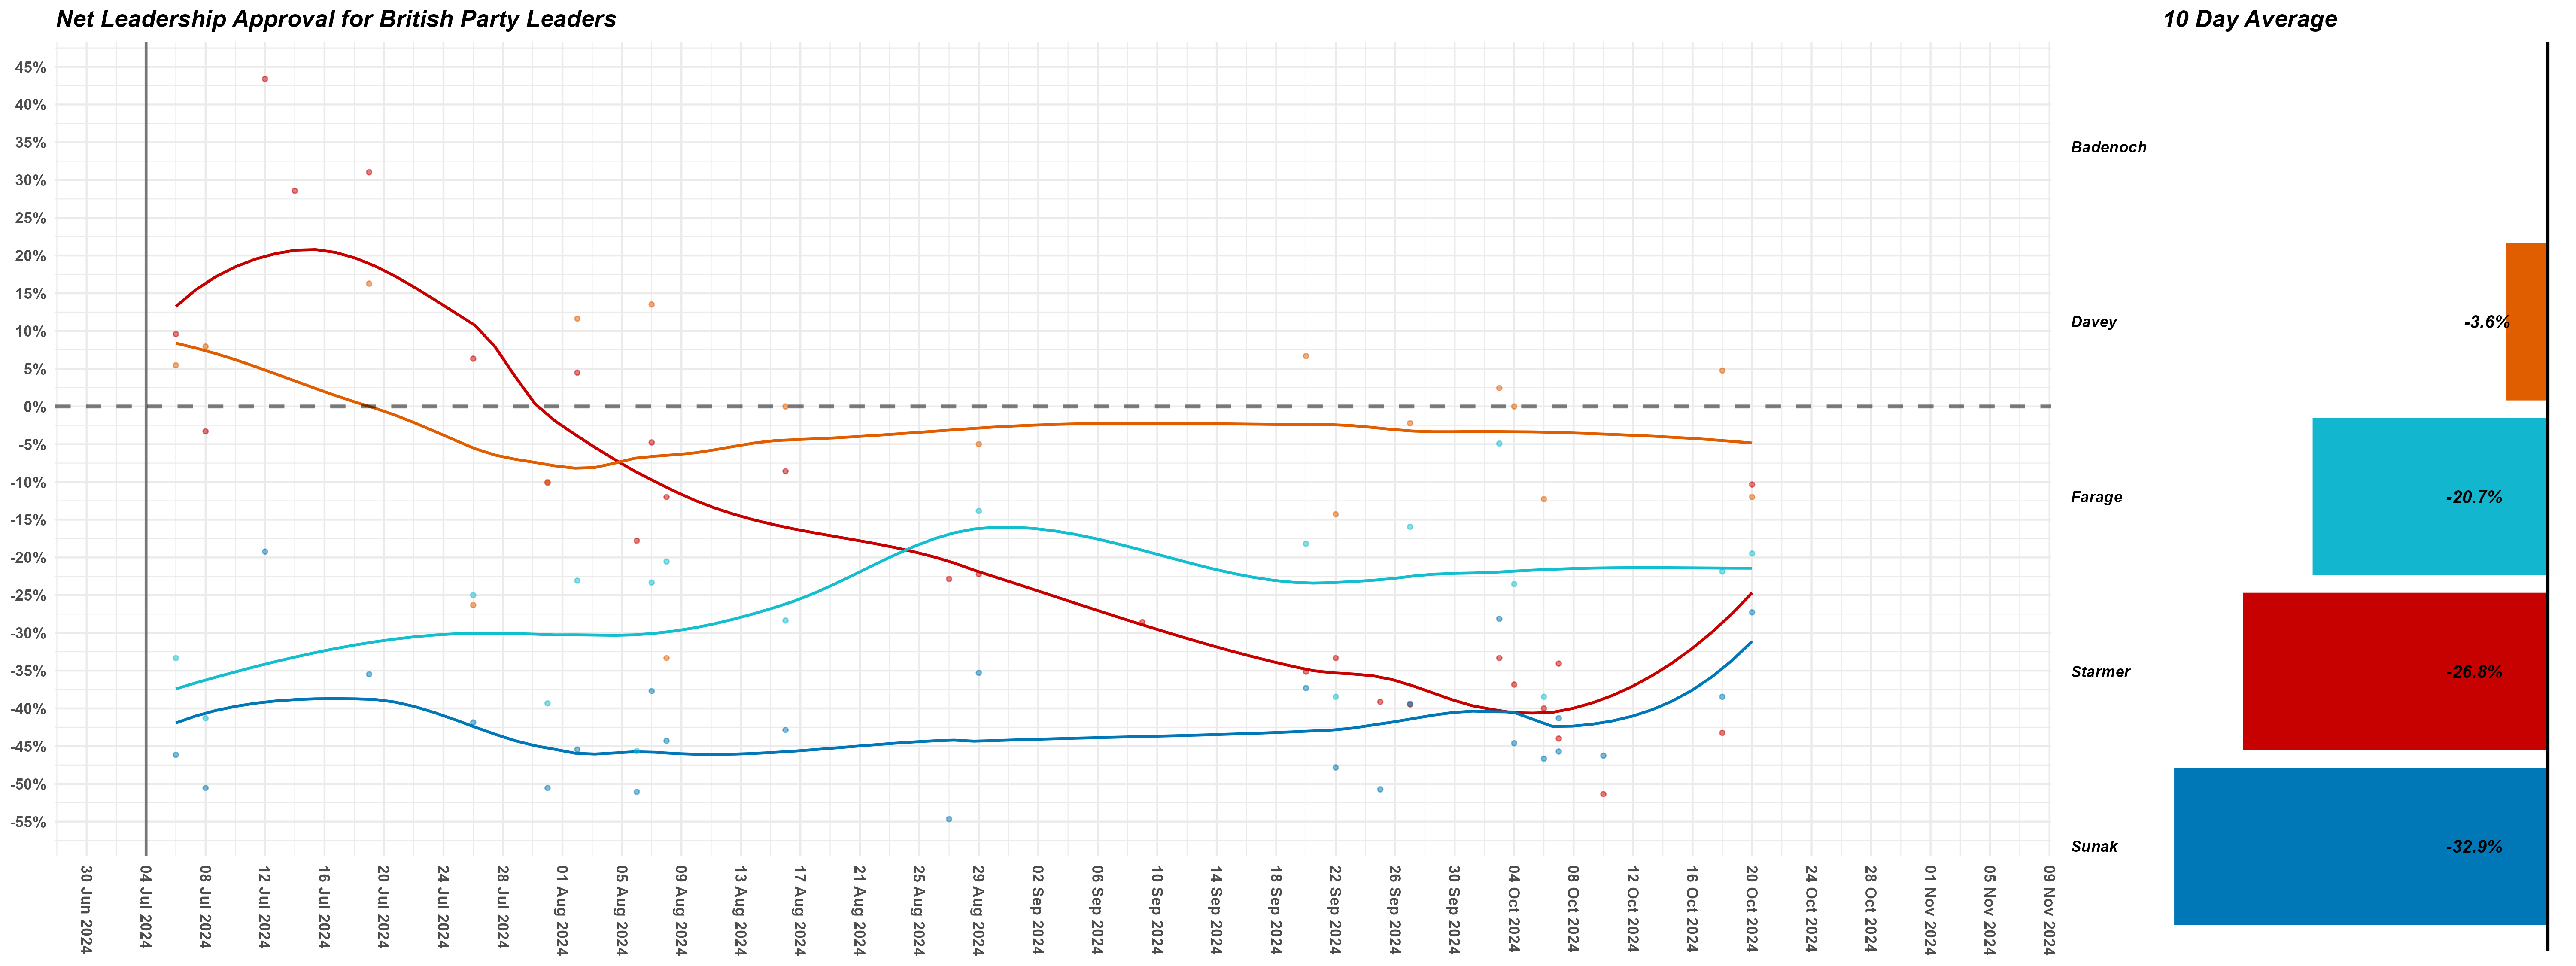 Net Leadership Approval for British Party Leaders
10 Day Average
45%
40%
35%
30%
25%
20%
15%
10%
5%
0%
-5%
-10%
-15%
-20%
-25%
-30%
-35%
-40%
-45%
-50%
-55%
30 Jun 2024
04 Jul 2024
08 Jul 2024
12 Jul 2024
16 Jul 2024
20 Jul 2024
24 Jul 2024
28 Jul 2024
01 Aug 2024
05 Aug 2024
09 Aug 2024
13 Aug 2024
17 Aug 2024
21 Aug 2024
25 Aug 2024
29 Aug 2024
02 Sep 2024
06 Sep 2024
10 Sep 2024
14 Sep 2024
18 Sep 2024
22 Sep 2024
26 Sep 2024
30 Sep 2024
04 Oct 2024
08 Oct 2024
12 Oct 2024
16 Oct 2024
20 Oct 2024
24 Oct 2024
28 Oct 2024
01 Nov 2024
05 Nov 2024
09 Nov 2024
Badenoch
Davey -3.6%
Farage -20.7%
Starmer -26.8%
Sunak -32.9%